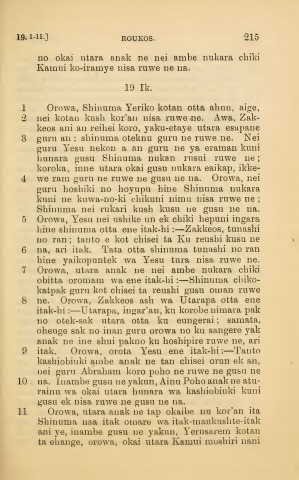 19. 1-11.] ROUKOS. 215
no okai utara anak ne nei ambe nukara chiki
Kamui ko-iramye nisa ruwe ne na.
19 Ik.
1 Orowa, Shinuma Yeriko kotan otta ahun, aige,
2 nei kotan kush kor'an nisa ruwe ne. Awa, Zak-
keos ani an reihei koro, yaku-etaye utara esapane
3 guru an; shinuma oteknu guru ne ruwe ne. Nei
guru Yesu nekon a an guru ne ya eraman kuni
hunara gusu Shinuma nukan rusui ruwe ne;
koroka, inne utara okai gusu nukara eaikap, ikke-
4 we ram guru ne ruwe ne gusu ne na. Orowa, nei
guru hoshiki no hoyupu hine Shinuma nukara
kuni ne kuwa-no-ki chikuni nimu nisa ruwe ne;
Shinuma nei rukari kush kusu ne gusu ne na.
5 Orowa, Yesu nei ushike un ek chiki hepuni ingara
hine shinuma otta ene itak-hi :—Zakkeos, tunashi
no ran; tanto e kot chisei ta Ku reushi kusu ne
6 na, ari itak. Tata otta shinuma tunashi no ran
hine yaikopuntek wa Yesu tura nisa ruwe ne.
7 Orowa, utara anak ne nei ambe nukara chiki
obitta oromam wa ene itak-hi :—Shinuma chiko-
katpak guru kot chisei ta reushi gusu oman ruwe
8 ne. Orowa, Zakkeos ash wa Utarapa otta ene
itak-hi :—Utarapa, ingar'an, ku korobe nimara pak
no otek-sak utara otta ku eungerai; samata,
ohenge sak no inan guru orowa no ku sangere yak
anak ne ine shui pakno ku hoshipire ruwe ne, ari
9 itak. Orowa, orota Yesu ene itak-hi :—Tanto
kashiobinki ambe anak ne tan chisei orun ek an,
nei guru Abraham koro poho ne ruwe ne gusu ne
10 na. Inambe gusu ne yakun, Ainu Poho anak ne atu-
rainu wa okai utara hunara wa kashiobinki kuni
gusu ek nisa ruwe ne gusu ne na.
11 Orowa, utara anak ne tap okaibe nu kor'an ita
Shinuma naa itak omare wa itak-maukushte-itak
ani ye, inambe gusu ne yakun, Yerusarem kotan
ta ehange, orowa, okai utara Kamui moshiri nani